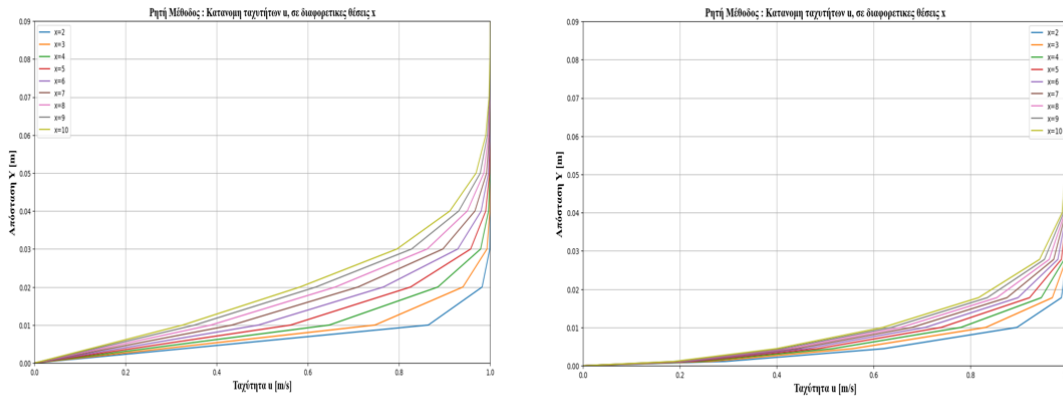 Ρητή Μέθοδος : Κατανομη ταχυτήτων u, σε διαφορετικες θέσεις x
0.09
0.08
0.07
0.06
0.05
0.04
0.03
0.02
0.01
0.00
Απόσταση Y [m]
x=2
x=3
x=4
x=5
x=6
x=7
x=8
x=9
x=10
0.0 0.2 0.4 0.6 0.8 1.0
Ταχύτητα u [m/s]
Ρητή Μέθοδος : Κατανομη ταχυτήτων u, σε διαφορετικες θέσεις x
0.09
0.08
0.07
0.06
0.05
0.04
0.03
0.02
0.01
0.00
Απόσταση Y [m]
x=2
x=3
x=4
x=5
x=6
x=7
x=8
x=9
x=10
0.0 0.2 0.4 0.6 0.8
Ταχύτητα u [m/s]